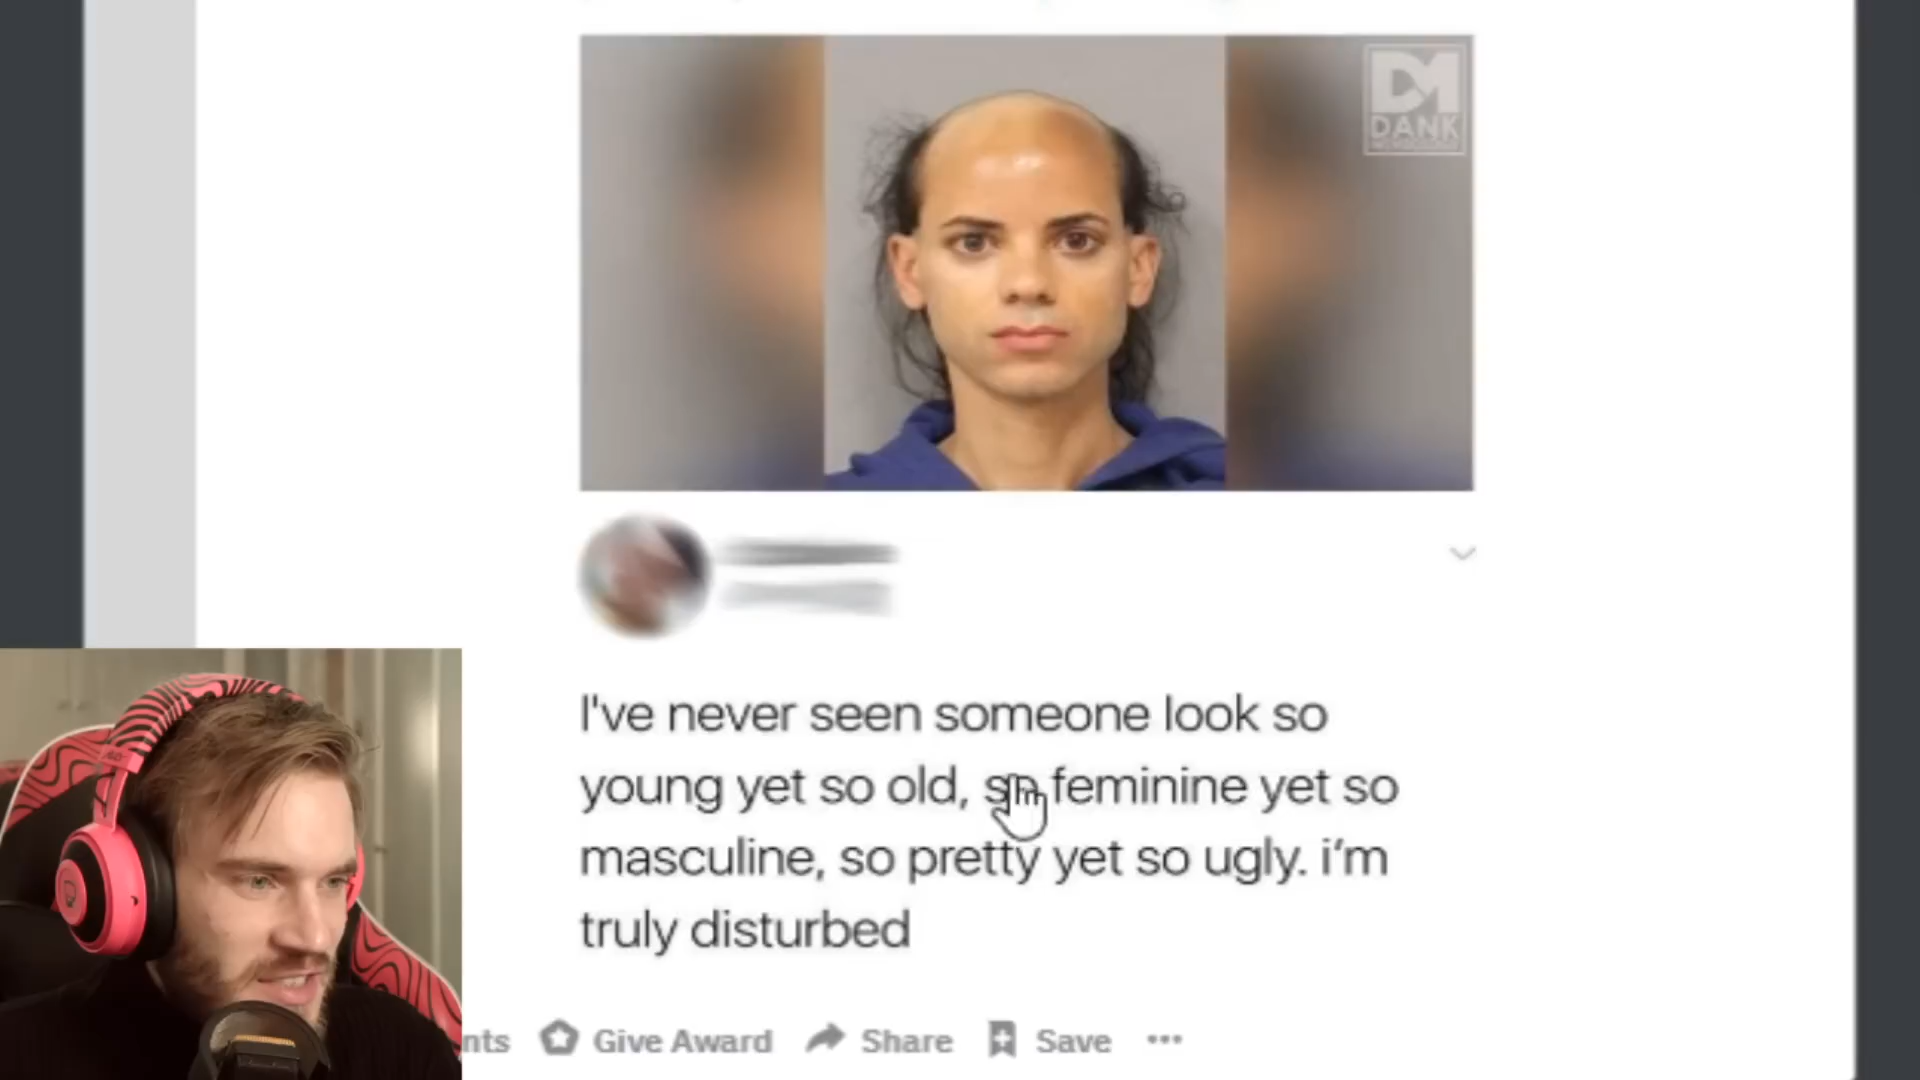 DM
DANK
I've never seen someone look so
young yet so old, so feminine yet so
masculine, so pretty yet so ugly. i'm
truly disturbed
nts Give Award Share Save